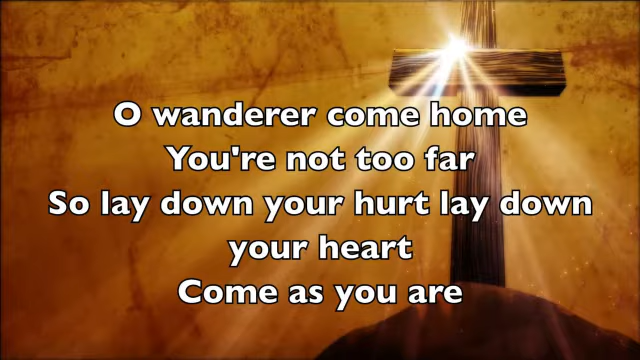 O wanderer come home
You're not too far
So lay down your hurt lay down
your heart
Come as you are